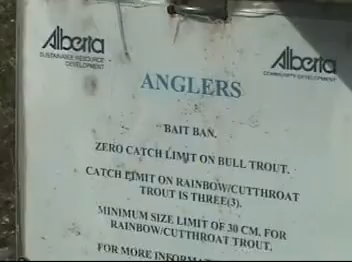 Alberta
SUSTAINABLE RESOURCE
DEVELOPMENT
Alberta
COMMUNITY DEVELOPMENT
ANGLERS
BAIT BAN.
ZERO CATCH LIMIT ON BULL TROUT.
CATCH LIMIT ON RAINBOW/CUTTHROAT
TROUT IS THREE(3).
MINIMUM SIZE LIMIT OF 30 CM. FOR
RAINBOW/CUTTHROAT TROUT.
FOR MORE INFORMA